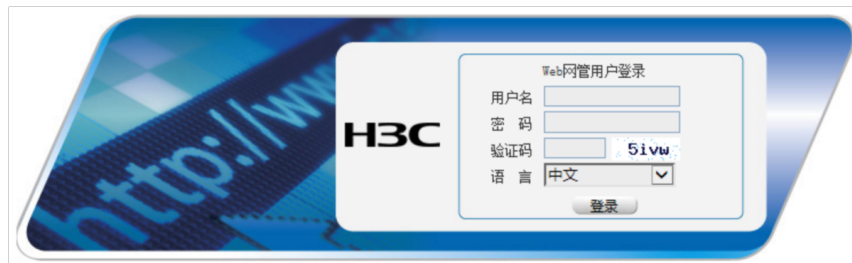 http://ww
H3C
Web网管用户登录
用户名
密 码
验证码 5ivw
语 言 中文
登录